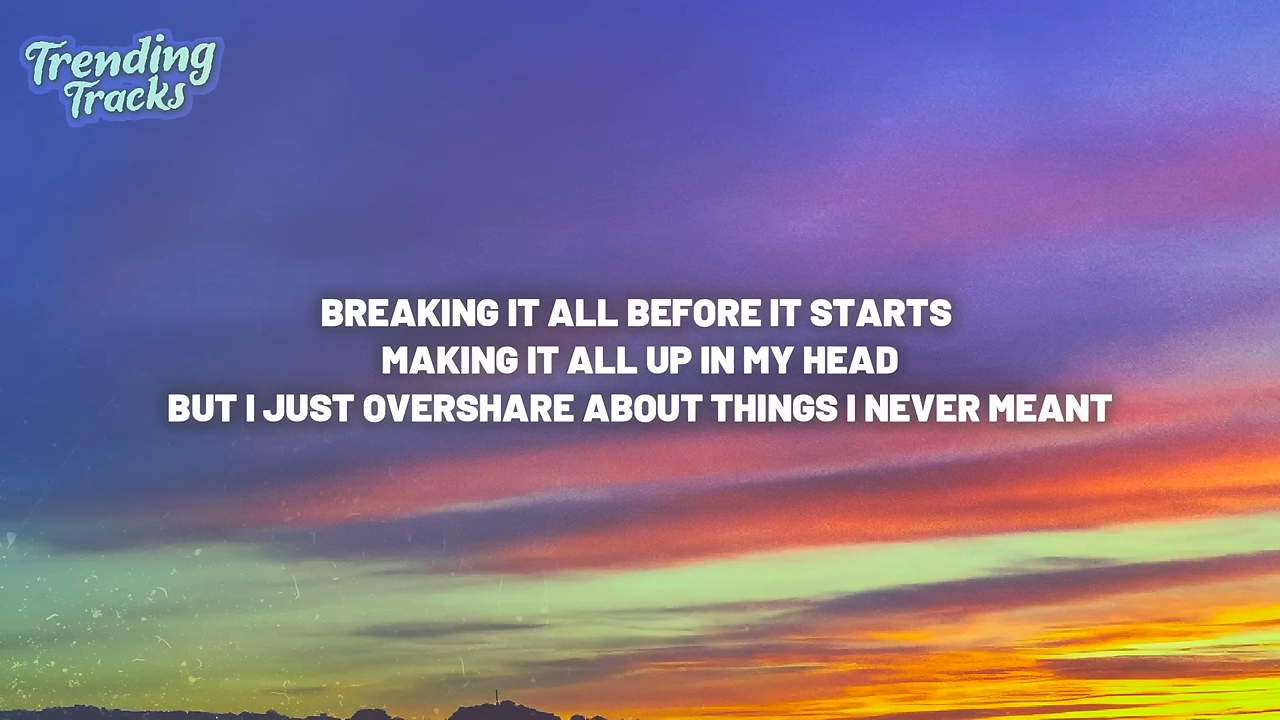 Trending
Tracks
BREAKING IT ALL BEFORE IT STARTS
MAKING IT ALL UP IN MY HEAD
BUT I JUST OVERSHARE ABOUT THINGS I NEVER MEANT